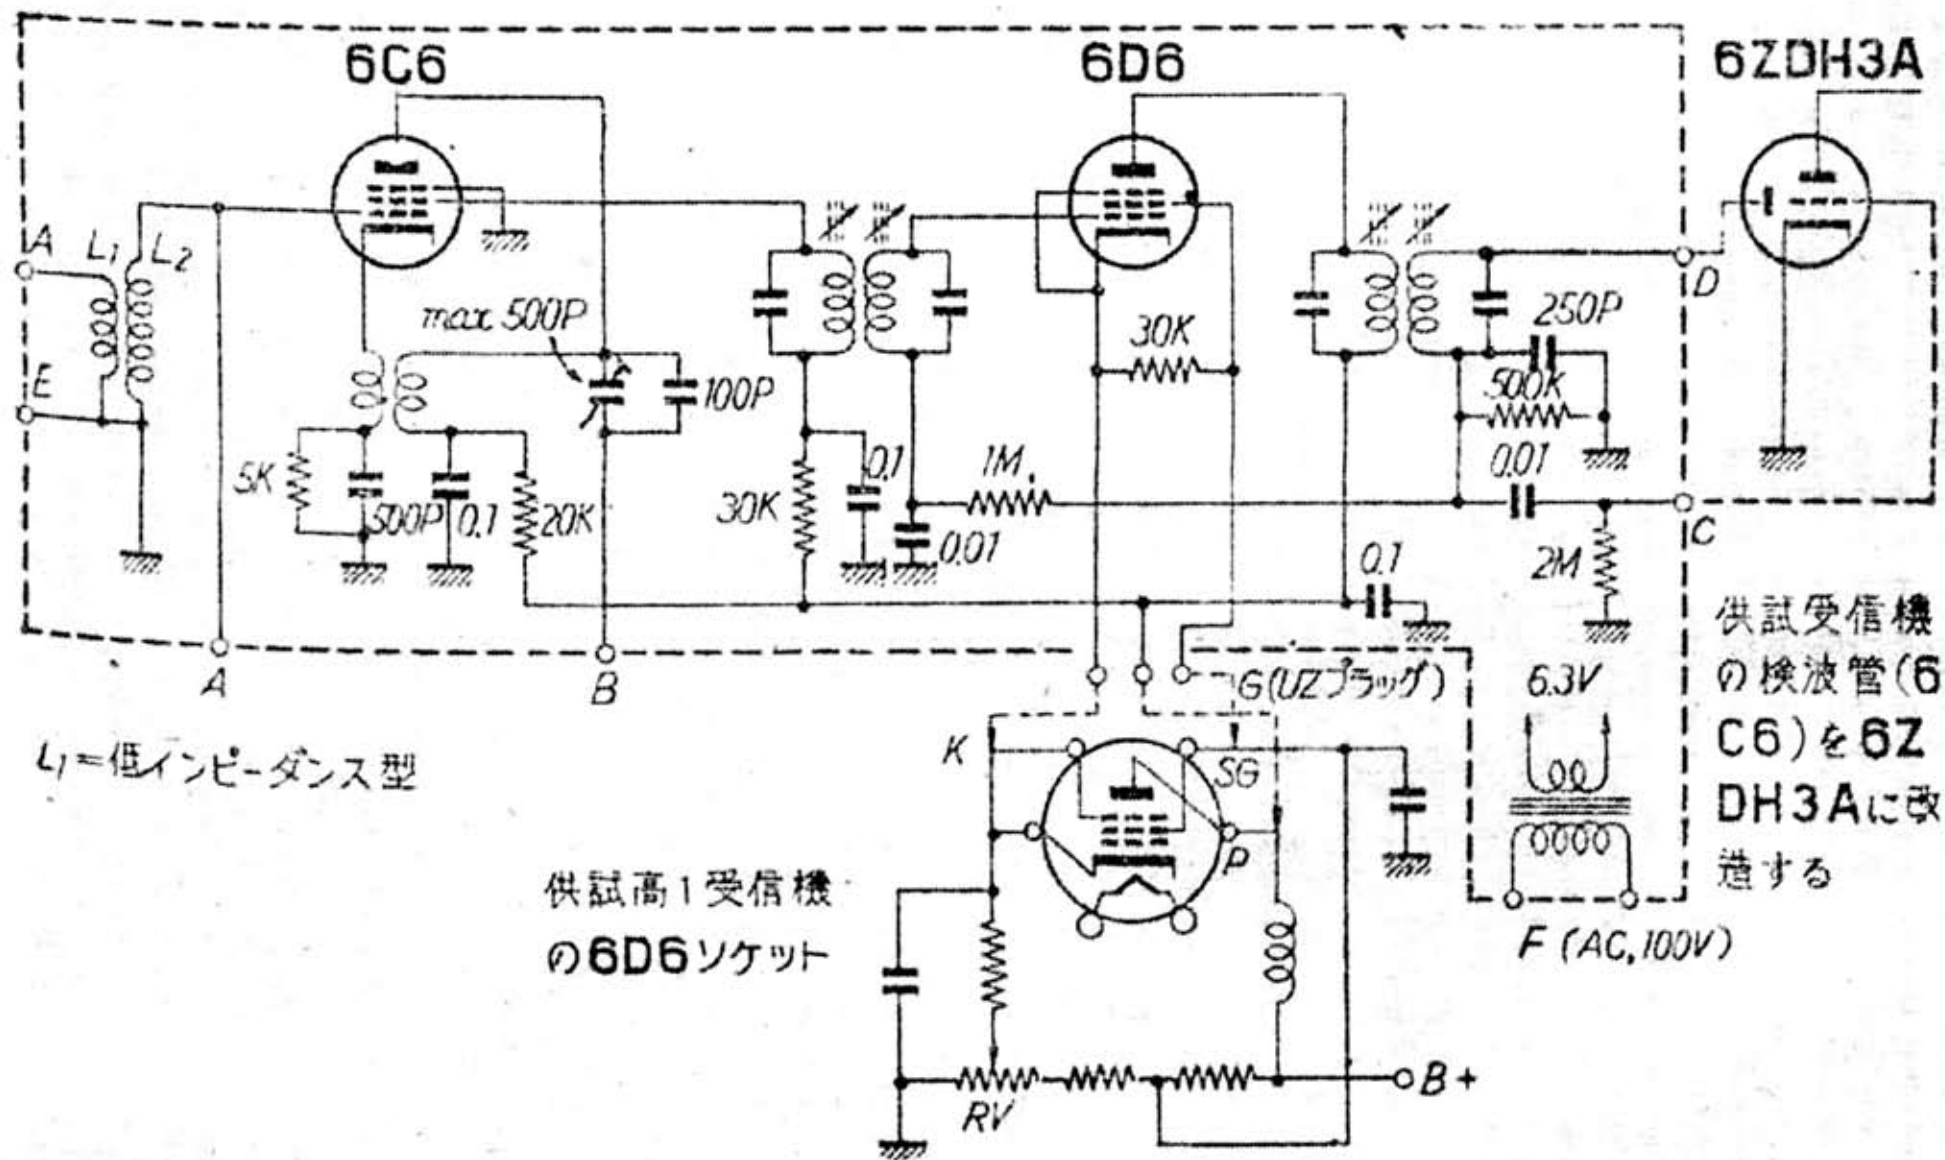 6C6
6D6
6ZDH3A
A
L1
L2
E
max 500P
100P
5K
500P
0.1
20K
30K
0.1
0.01
1M
30K
250P
500K
0.01
2M
0.1
D
C
A
B
G(UZプラッグ)
6.3V
F (AC,100V)
L1=低インピーダンス型
K
SG
P
RV
B+
供試高1受信機
の6D6ソケット
供試受信機
の検波管(6
C6)を6Z
DH3Aに改
造する